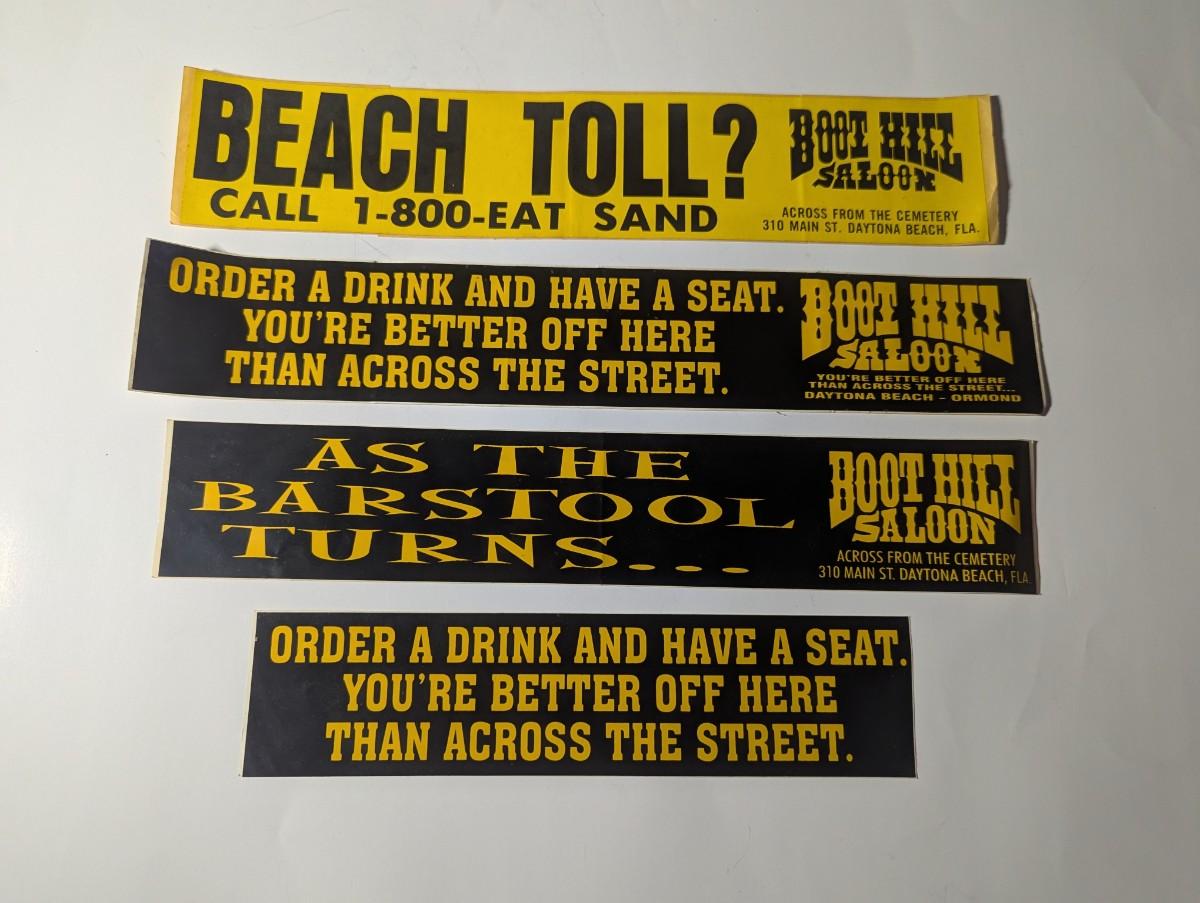 BEACH TOLL?
CALL 1-800-EAT SAND
BOOT HILL
SALOON
ACROSS FROM THE CEMETERY
310 MAIN ST. DAYTONA BEACH, FLA.
ORDER A DRINK AND HAVE A SEAT.
YOU'RE BETTER OFF HERE
THAN ACROSS THE STREET.
BOOT HILL
SALOON
YOU'RE BETTER OFF HERE
THAN ACROSS THE STREET...
DAYTONA BEACH - ORMOND
AS THE
BARSTOOL
TURNS...
BOOT HILL
SALOON
ACROSS FROM THE CEMETERY
310 MAIN ST. DAYTONA BEACH, FLA.
ORDER A DRINK AND HAVE A SEAT.
YOU'RE BETTER OFF HERE
THAN ACROSS THE STREET.